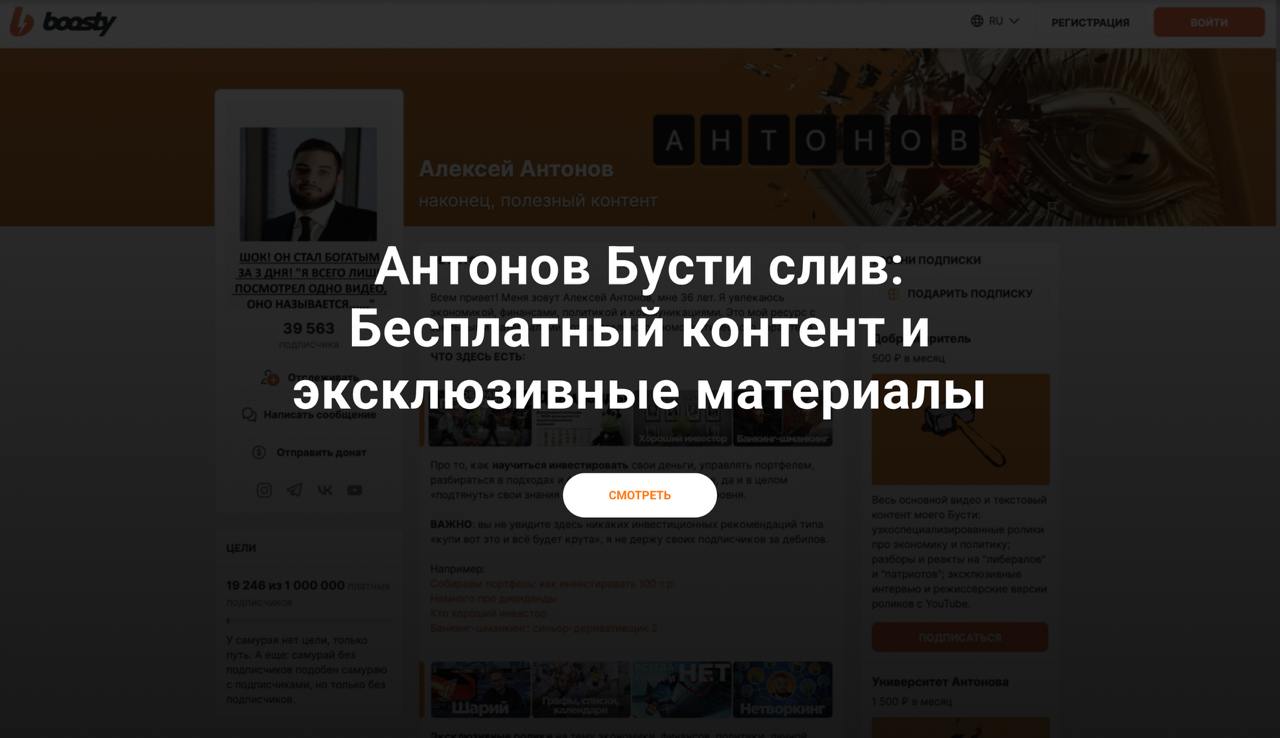 boosty
RU
РЕГИСТРАЦИЯ
ВОЙТИ
АНТОНОВ
Алексей Антонов
наконец, полезный контент
ШОК! ОН СТАЛ БОГАТЫМ
ЗА 3 ДНЯ! "Я ВСЕГО ЛИШЬ
ПОСМОТРЕЛ ОДНО ВИДЕО,
ОНО НАЗЫВАЕТСЯ......"
39 563
подписчика
Отслеживать
Написать сообщение
Отправить донат
ЦЕЛИ
19 246 из 1 000 000 платных
подписчиков
У самурая нет цели, только
путь. А еще: самурай без
подписчиков подобен самураю
с подписчиками, но только без
подписчиков.
Антонов Бусти слив:
Бесплатный контент и
эксклюзивные материалы
СМОТРЕТЬ
Всем привет! Меня зовут Алексей Антонов, мне 36 лет. Я увлекаюсь
экономикой, финансами, политикой и коммуникациями. Это мой ресурс с
ЧТО ЗДЕСЬ ЕСТЬ:
Хороший инвестор
Банкинг-шманкинг
Про то, как научиться инвестировать свои деньги, управлять портфелем,
разбираться в подходах и да и в целом
«подтянуть» свои знания
ВАЖНО: вы не увидите здесь никаких инвестиционных рекомендаций типа
«купи вот это и всё будет крута», я не держу своих подписчиков за дебилов.
Например:
Собираем портфель: как инвестировать 100 т.р.
Немного про дивиденды
Кто хороший инвестор
Банкинг-шманкинг: синьор-деривативщик 2
Шарий
Графы, списки,
календари
НЕТ
Нетворкинг
ПОДПИСКИ
ПОДАРИТЬ ПОДПИСКУ
500 ₽ в месяц
Весь основной видео и текстовый
контент моего Бусти:
узкоспециализированные ролики
про экономику и политику;
разборы и реакты на "либералов"
и "патриотов"; эксклюзивные
интервью и режиссёрские версии
роликов с YouTube.
ПОДПИСАТЬСЯ
Университет Антонова
1 500 ₽ в месяц